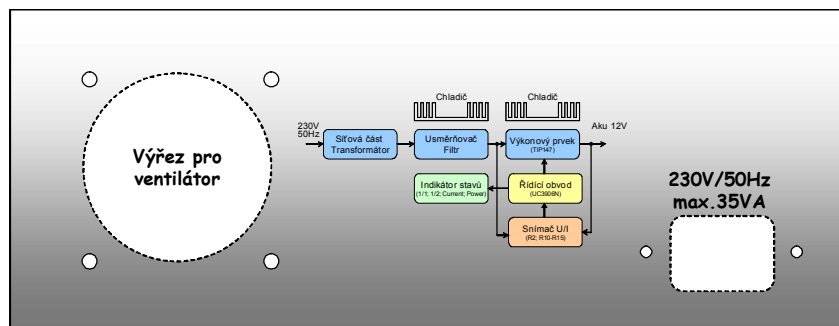 Výřez pro
ventilátor
Chladič
Chladič
230V
50Hz
Síťová část
Transformátor
Usměrňovač
Filtr
Výkonový prvek
(TIP147)
Aku 12V
Indikátor stavů
(1/1; 1/2; Current; Power)
Řídící obvod
(UC3906N)
Snímač U/I
(R2; R10-R15)
230V/50Hz
max.35VA